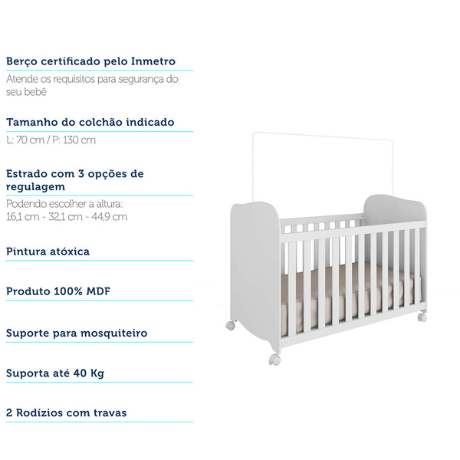 Berço certificado pelo Inmetro
Atende os requisitos para segurança do
seu bebê
Tamanho do colchão indicado
L: 70 cm / P: 130 cm
Estrado com 3 opções de
regulagem
Podendo escolher a altura:
16,1 cm - 32,1 cm - 44,9 cm
Pintura atóxica
Produto 100% MDF
Suporte para mosquiteiro
Suporta até 40 Kg
2 Rodízios com travas